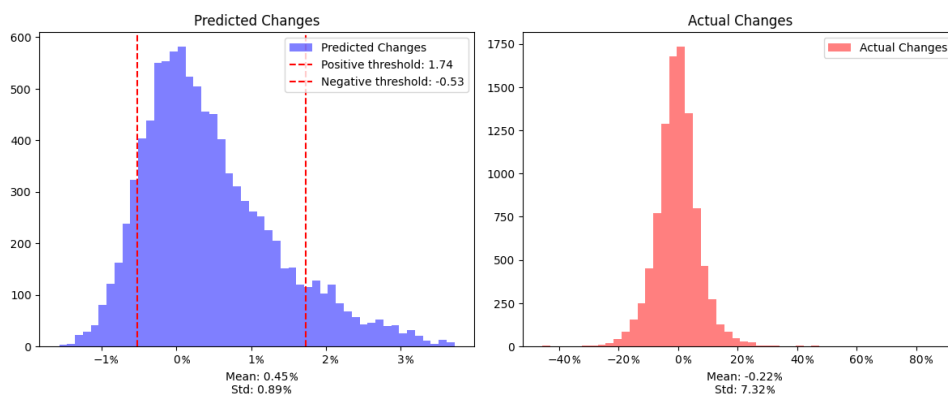 Predicted Changes
600
500
400
300
200
100
0
Predicted Changes
Positive threshold: 1.74
Negative threshold: -0.53
−1% 0% 1% 2% 3%
Mean: 0.45%
Std: 0.89%
Actual Changes
1750
1500
1250
1000
750
500
250
0
Actual Changes
−40% −20% 0% 20% 40% 60% 80%
Mean: -0.22%
Std: 7.32%